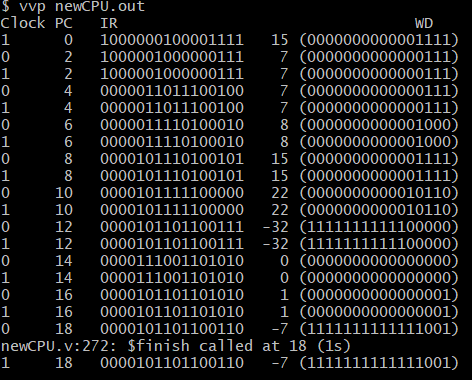 $ vvp newCPU.out
Clock PC   IR                                     WD
1      0   1000000100001111    15 (0000000000001111)
0      2   1000001000000111     7 (0000000000000111)
1      2   1000001000000111     7 (0000000000000111)
0      4   0000011011100100     7 (0000000000000111)
1      4   0000011011100100     7 (0000000000000111)
0      6   0000011110100010     8 (0000000000001000)
1      6   0000011110100010     8 (0000000000001000)
0      8   0000101110100101    15 (0000000000001111)
1      8   0000101110100101    15 (0000000000001111)
0     10   0000101111100000    22 (0000000000010110)
1     10   0000101111100000    22 (0000000000010110)
0     12   0000101101100111   -32 (1111111111100000)
1     12   0000101101100111   -32 (1111111111100000)
0     14   0000111001101010     0 (0000000000000000)
1     14   0000111001101010     0 (0000000000000000)
0     16   0000101101101010     1 (0000000000000001)
1     16   0000101101101010     1 (0000000000000001)
0     18   0000101101100110    -7 (1111111111111001)
newCPU.v:272: $finish called at 18 (1s)
1     18   0000101101100110    -7 (1111111111111001)